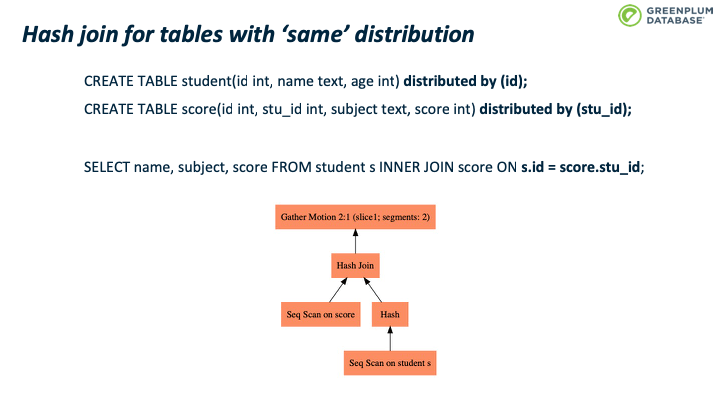 GREENPLUM
DATABASE®
Hash join for tables with ‘same’ distribution
CREATE TABLE student(id int, name text, age int) distributed by (id);
CREATE TABLE score(id int, stu_id int, subject text, score int) distributed by (stu_id);
SELECT name, subject, score FROM student s INNER JOIN score ON s.id = score.stu_id;
Gather Motion 2:1 (slice1; segments: 2)
Hash Join
Seq Scan on score
Hash
Seq Scan on student s